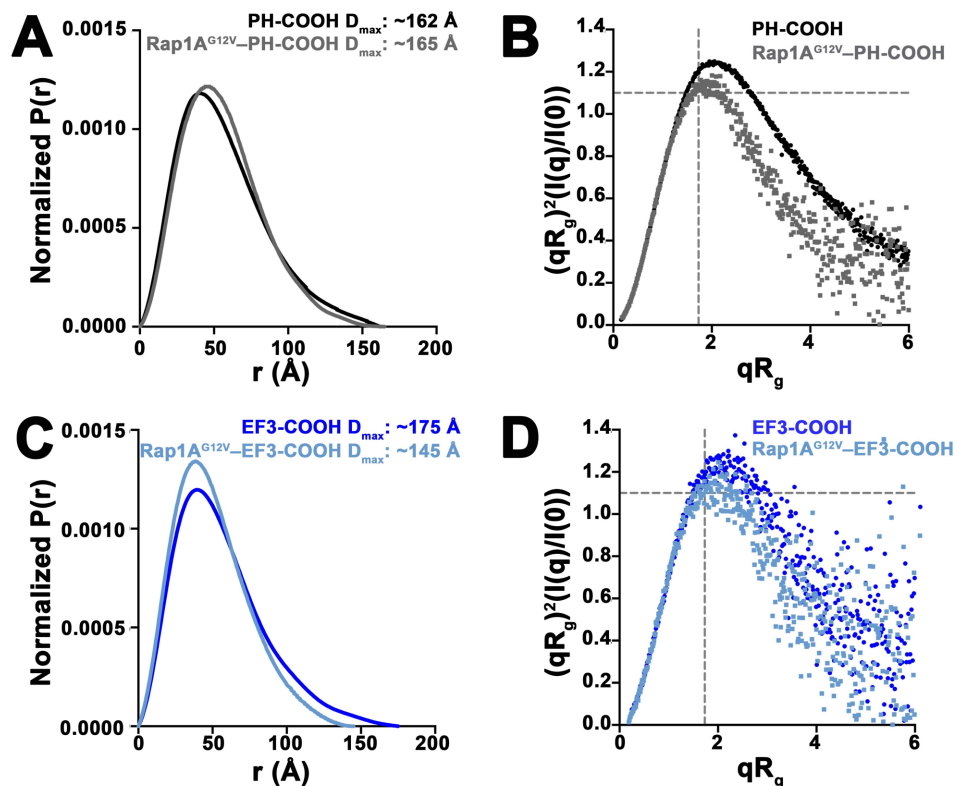 A
PH-COOH Dmax: ~162 Å
Rap1AG12V–PH-COOH Dmax: ~165 Å
Normalized P(r)
0.0015
0.0010
0.0005
0.0000
0 50 100 150 200
r (Å)
B
PH-COOH
Rap1AG12V–PH-COOH
(qRg)2(I(q)/I(0))
1.4
1.2
1.0
0.8
0.6
0.4
0.2
0.0
0 2 4 6
qRg
C
EF3-COOH Dmax: ~175 Å
Rap1AG12V–EF3-COOH Dmax: ~145 Å
Normalized P(r)
0.0015
0.0010
0.0005
0.0000
0 50 100 150 200
r (Å)
D
EF3-COOH
Rap1AG12V–EF3-COOH
(qRg)2(I(q)/I(0))
1.4
1.2
1.0
0.8
0.6
0.4
0.2
0.0
0 2 4 6
qRg